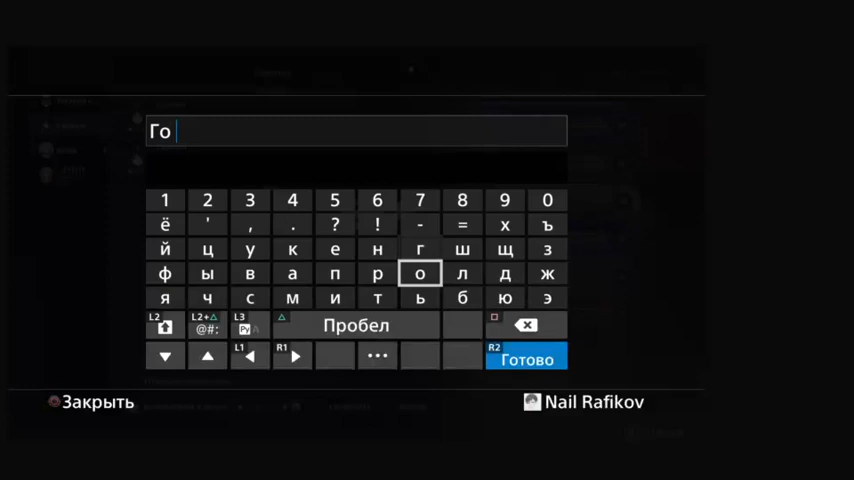 Го
1 2 3 4 5 6 7 8 9 0
ё ' , . ? ! - = х ъ
й ц у к е н г ш щ з
ф ы в а п р о л д ж
я ч с м и т ь б ю э
L2 L2+△ @#: L3 Ру A △ Пробел □
L1 R1 ... R2 Готово
Закрыть Nail Rafikov